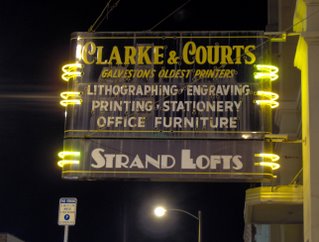 CLARKE & COURTS
GALVESTON'S OLDEST PRINTERS
LITHOGRAPHING · ENGRAVING
PRINTING · STATIONERY
OFFICE FURNITURE
STRAND LOFTS